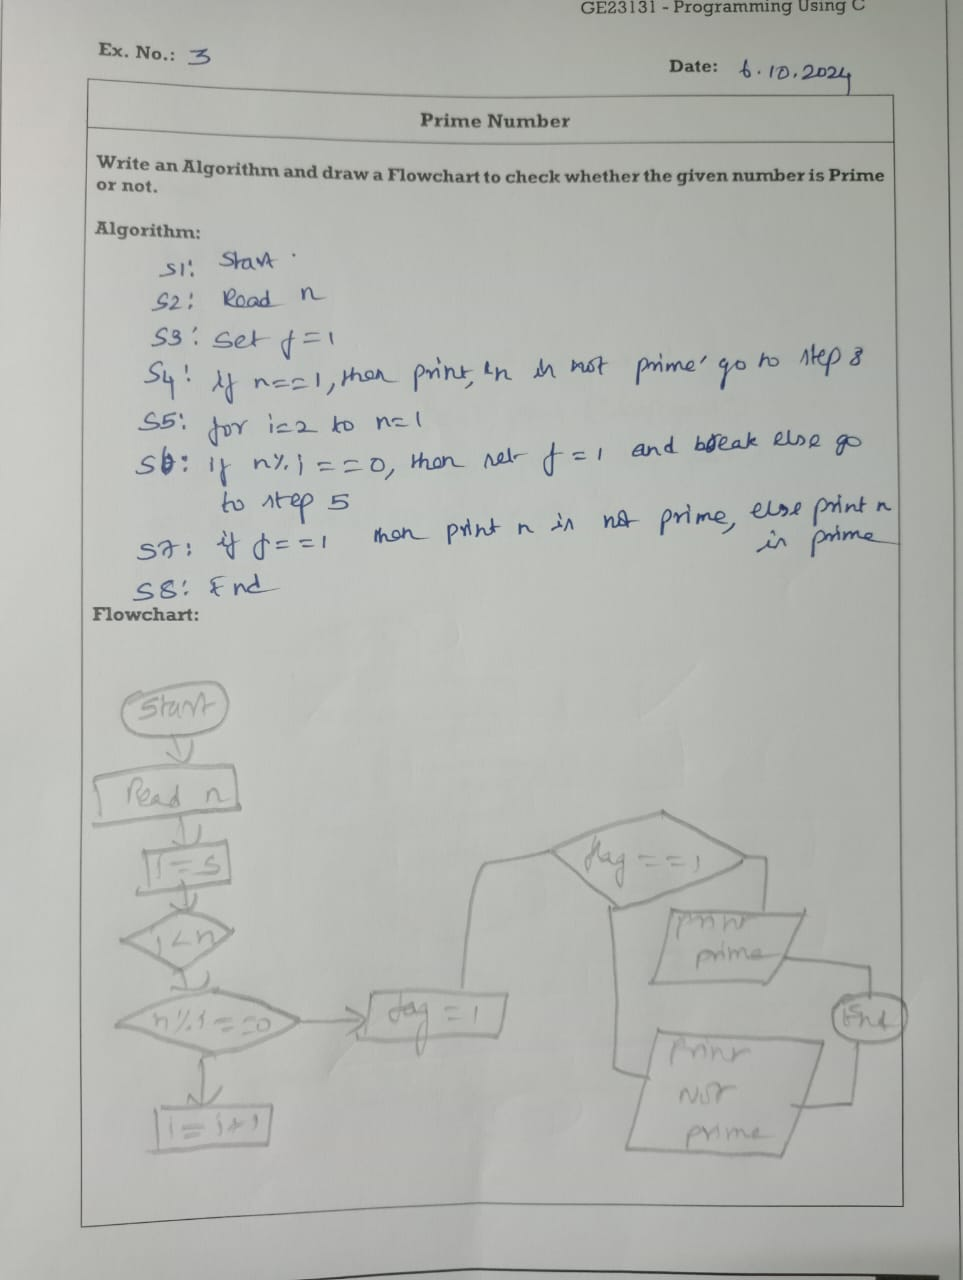 GE23131 - Programming Using C
Ex. No.: 3
Date: 6.10.2024
Prime Number
Write an Algorithm and draw a Flowchart to check whether the given number is Prime
or not.
Algorithm:
S1: Start.
S2: Read n
S3: Set f=1
S4: if n==1, then print, in not prime' go to step 8
S5: for i=2 to n=1
S6: if n%i==0, then set f=1 and break else go
to step 5
S7: if f==1 then print n is not prime, else print n
is prime
S8: End
Flowchart:
Start
Read n
i<n
n%1==0
i=i+1
flag=1
flag==1
print
prime
End
Print
Not
prime